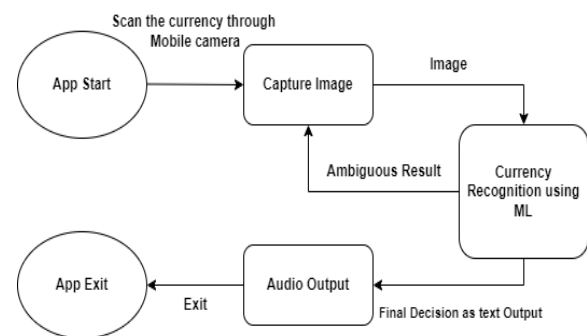 Scan the currency through
Mobile camera
App Start
Capture Image
Image
Ambiguous Result
Currency
Recognition using
ML
App Exit
Exit
Audio Output
Final Decision as text Output